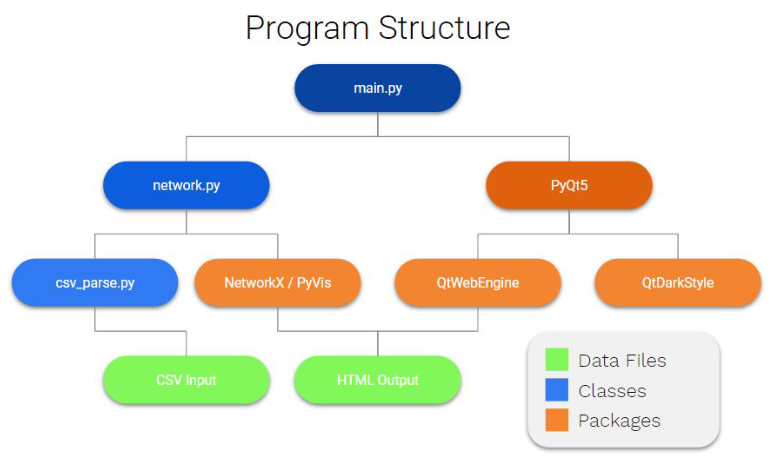 Program Structure
main.py
network.py
PyQt5
csv_parse.py
NetworkX / PyVis
QtWebEngine
QtDarkStyle
CSV Input
HTML Output
Data Files
Classes
Packages